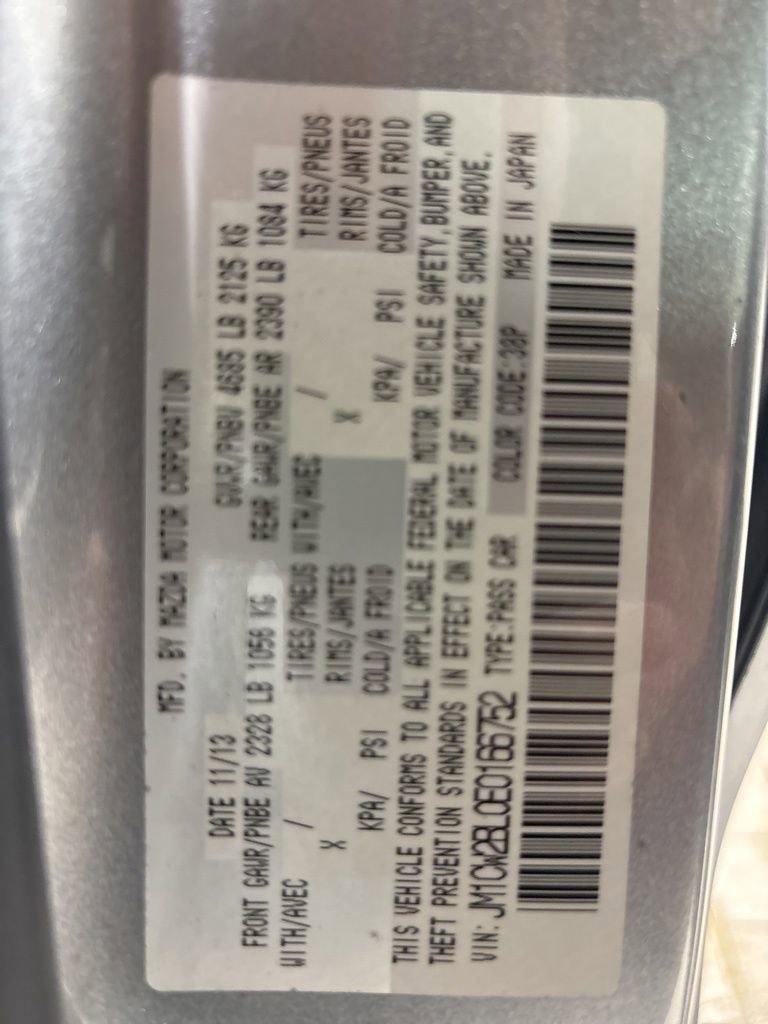 MFD. BY MAZDA MOTOR CORPORATION
DATE 11/13 GVWR/PNBV 4685 LB 2125 KG
FRONT GAWR/PNBE AV 2328 LB 1056 KG REAR GAWR/PNBE AR 2390 LB 1084 KG
WITH/AVEC / TIRES/PNEUS WITH/AVEC / TIRES/PNEUS
X RIMS/JANTES X RIMS/JANTES
KPA/ PSI COLD/A FROID KPA/ PSI COLD/A FROID
THIS VEHICLE CONFORMS TO ALL APPLICABLE FEDERAL MOTOR VEHICLE SAFETY, BUMPER, AND
THEFT PREVENTION STANDARDS IN EFFECT ON THE DATE OF MANUFACTURE SHOWN ABOVE.
VIN: JM1CW2BL0E0166752 TYPE:PASS CAR COLOR CODE:38P MADE IN JAPAN